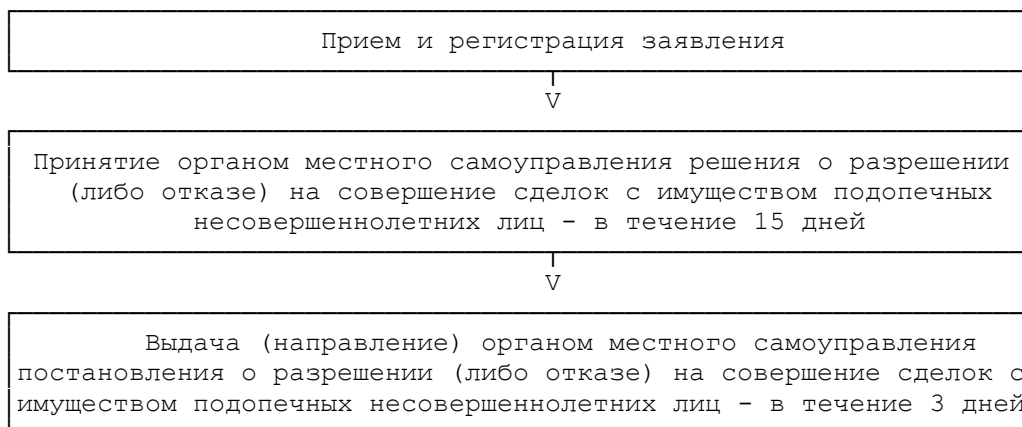 Прием и регистрация заявления
V
Принятие органом местного самоуправления решения о разрешении
(либо отказе) на совершение сделок с имуществом подопечных
несовершеннолетних лиц - в течение 15 дней
V
Выдача (направление) органом местного самоуправления
постановления о разрешении (либо отказе) на совершение сделок с
имуществом подопечных несовершеннолетних лиц - в течение 3 дней